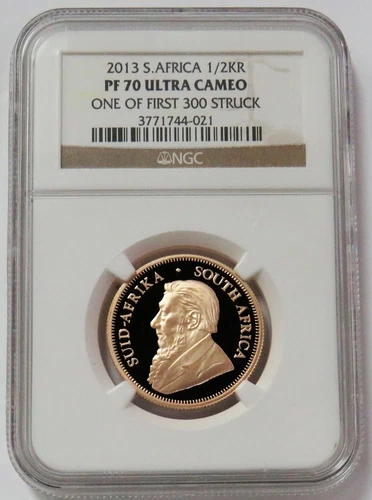 2013 S.AFRICA 1/2KR
PF 70 ULTRA CAMEO
ONE OF FIRST 300 STRUCK
3771744-021
NGC
SUID-AFRIKA • SOUTH AFRICA